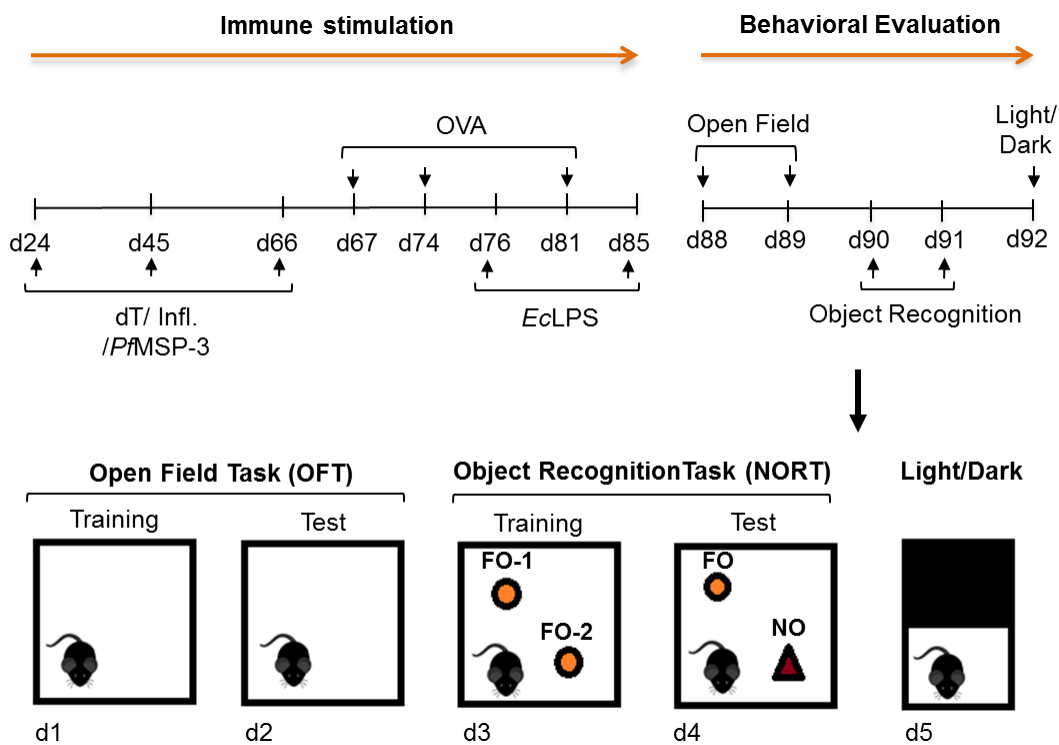 Immune stimulation
Behavioral Evaluation
OVA
Open Field
Light/
Dark
d24 d45 d66 d67 d74 d76 d81 d85
d88 d89 d90 d91 d92
dT/ Infl.
/PfMSP-3
EcLPS
Object Recognition
Open Field Task (OFT)
Object RecognitionTask (NORT)
Light/Dark
Training
Test
Training
Test
FO-1
FO-2
FO
NO
d1
d2
d3
d4
d5